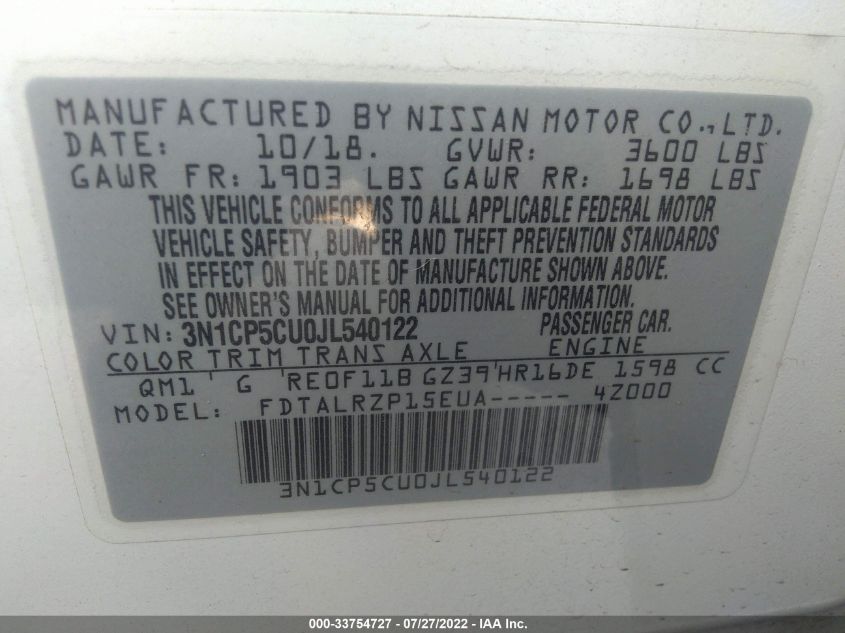 MANUFACTURED BY NISSAN MOTOR CO., LTD.
DATE: 10/18. GVWR: 3600 LBS
GAWR FR: 1903 LBS GAWR RR: 1698 LBS
THIS VEHICLE CONFORMS TO ALL APPLICABLE FEDERAL MOTOR
VEHICLE SAFETY, BUMPER AND THEFT PREVENTION STANDARDS
IN EFFECT ON THE DATE OF MANUFACTURE SHOWN ABOVE.
SEE OWNER'S MANUAL FOR ADDITIONAL INFORMATION.
VIN: 3N1CP5CU0JL540122 PASSENGER CAR.
COLOR TRIM TRANS AXLE ENGINE
QM1 ' G ' RE0F11B GZ39'HR16DE 1598 CC
MODEL: FDTALRZP15EUA----- 4Z000
3N1CP5CU0JL540122
000-33754727 - 07/27/2022 - IAA Inc.